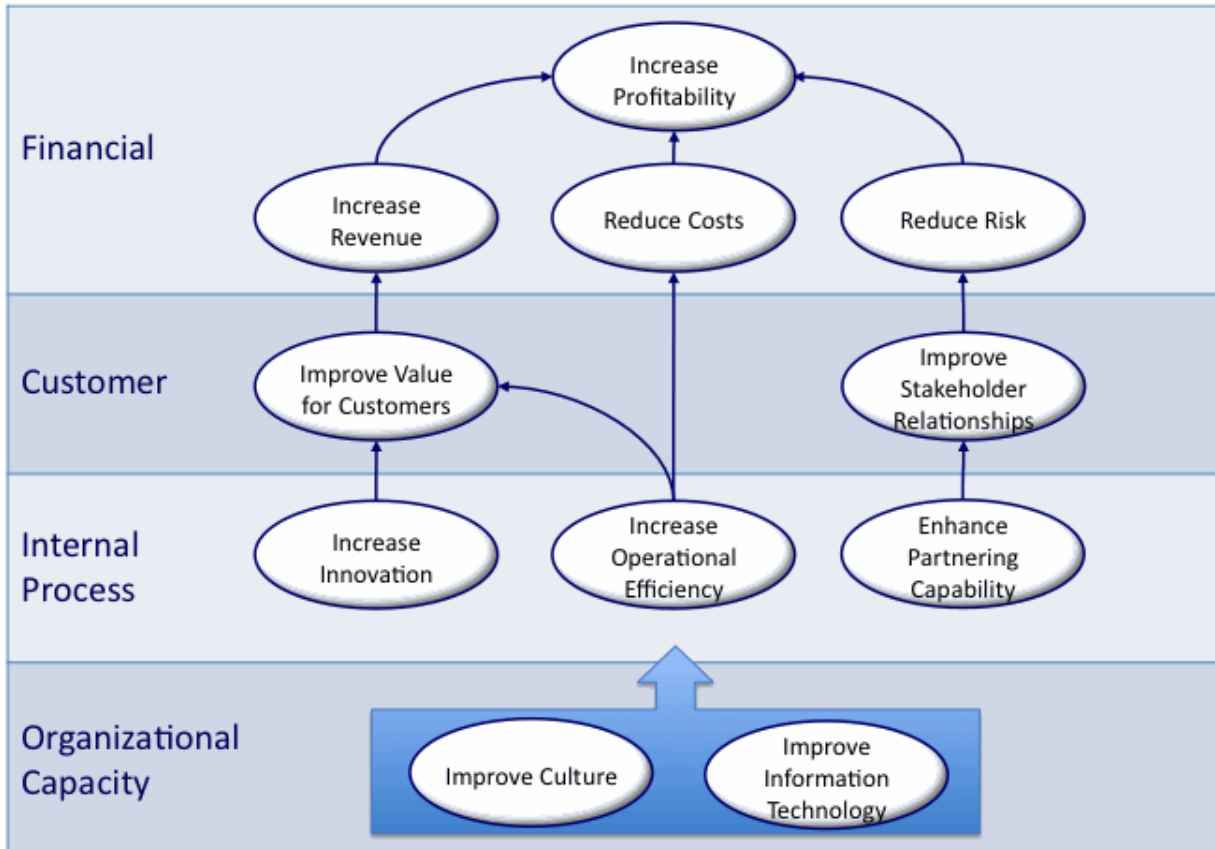 Financial
Increase
Profitability
Increase
Revenue
Reduce Costs
Reduce Risk
Customer
Improve Value
for Customers
Improve
Stakeholder
Relationships
Internal
Process
Increase
Innovation
Increase
Operational
Efficiency
Enhance
Partnering
Capability
Organizational
Capacity
Improve Culture
Improve
Information
Technology